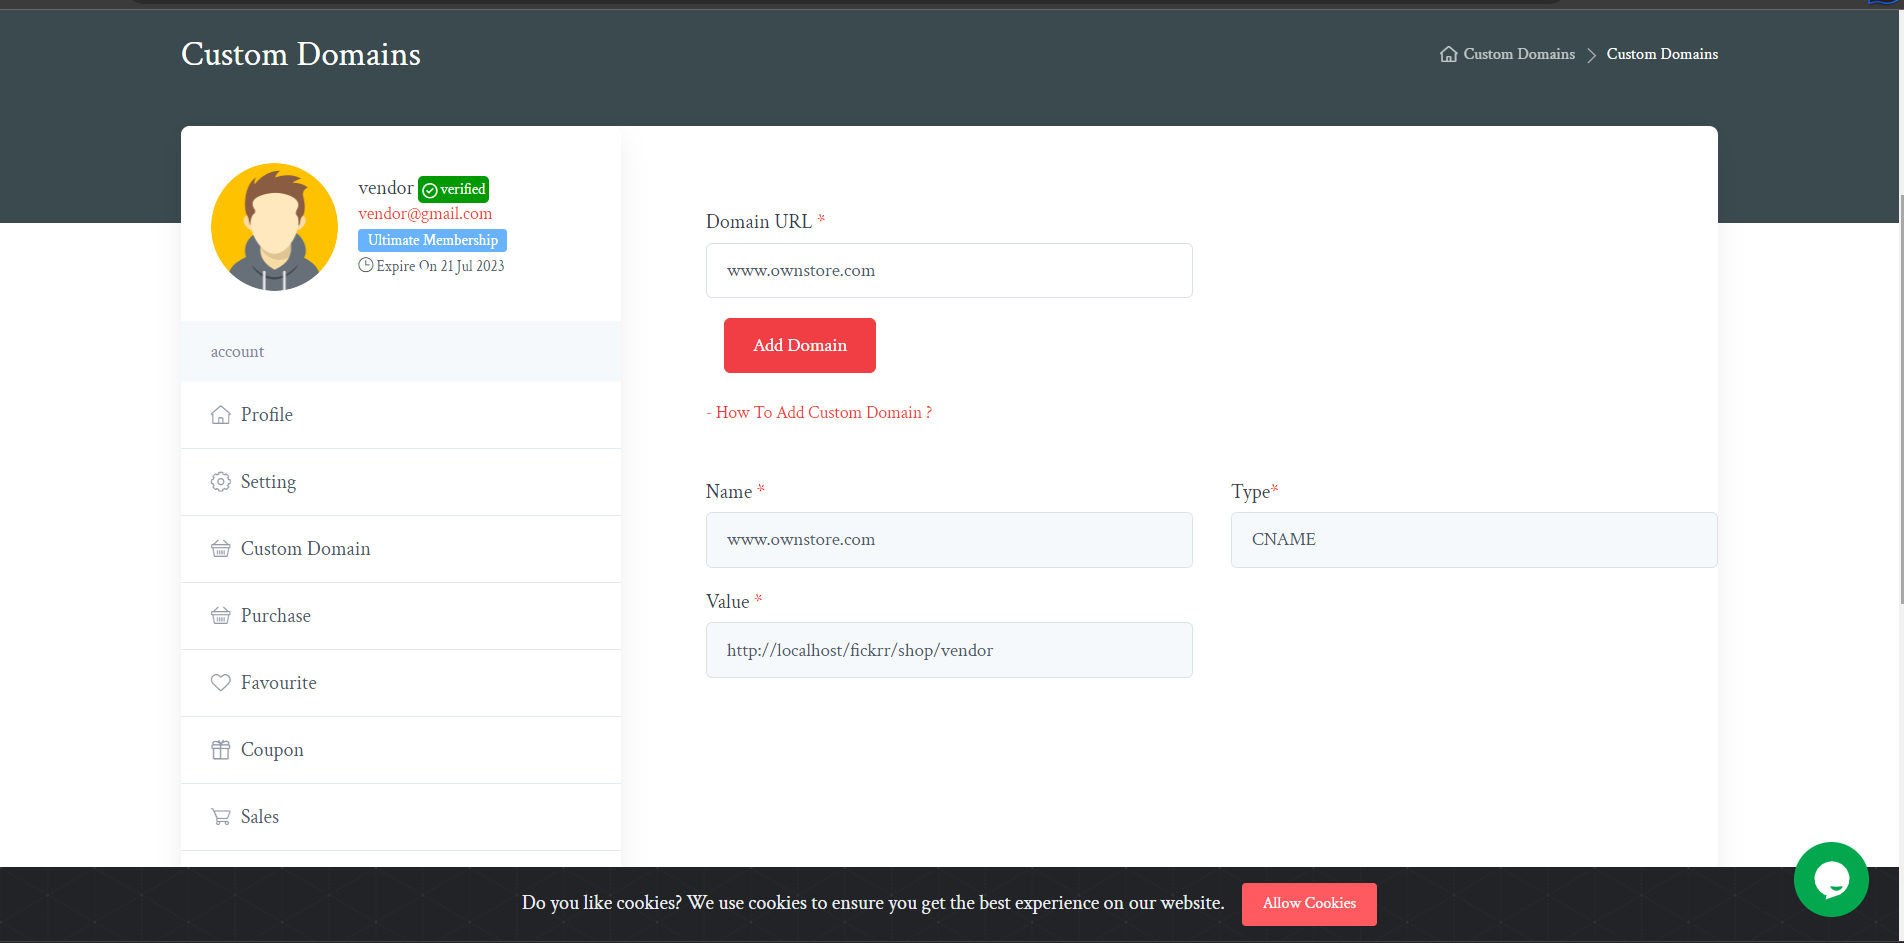 Custom Domains
Custom Domains
Custom Domains
vendor verified
vendor@gmail.com
Ultimate Membership
Expire On 21 Jul 2023
account
Profile
Setting
Custom Domain
Purchase
Favourite
Coupon
Sales
Domain URL *
www.ownstore.com
Add Domain
- How To Add Custom Domain ?
Name *
www.ownstore.com
Type*
CNAME
Value *
http://localhost/fickrr/shop/vendor
Do you like cookies? We use cookies to ensure you get the best experience on our website.
Allow Cookies